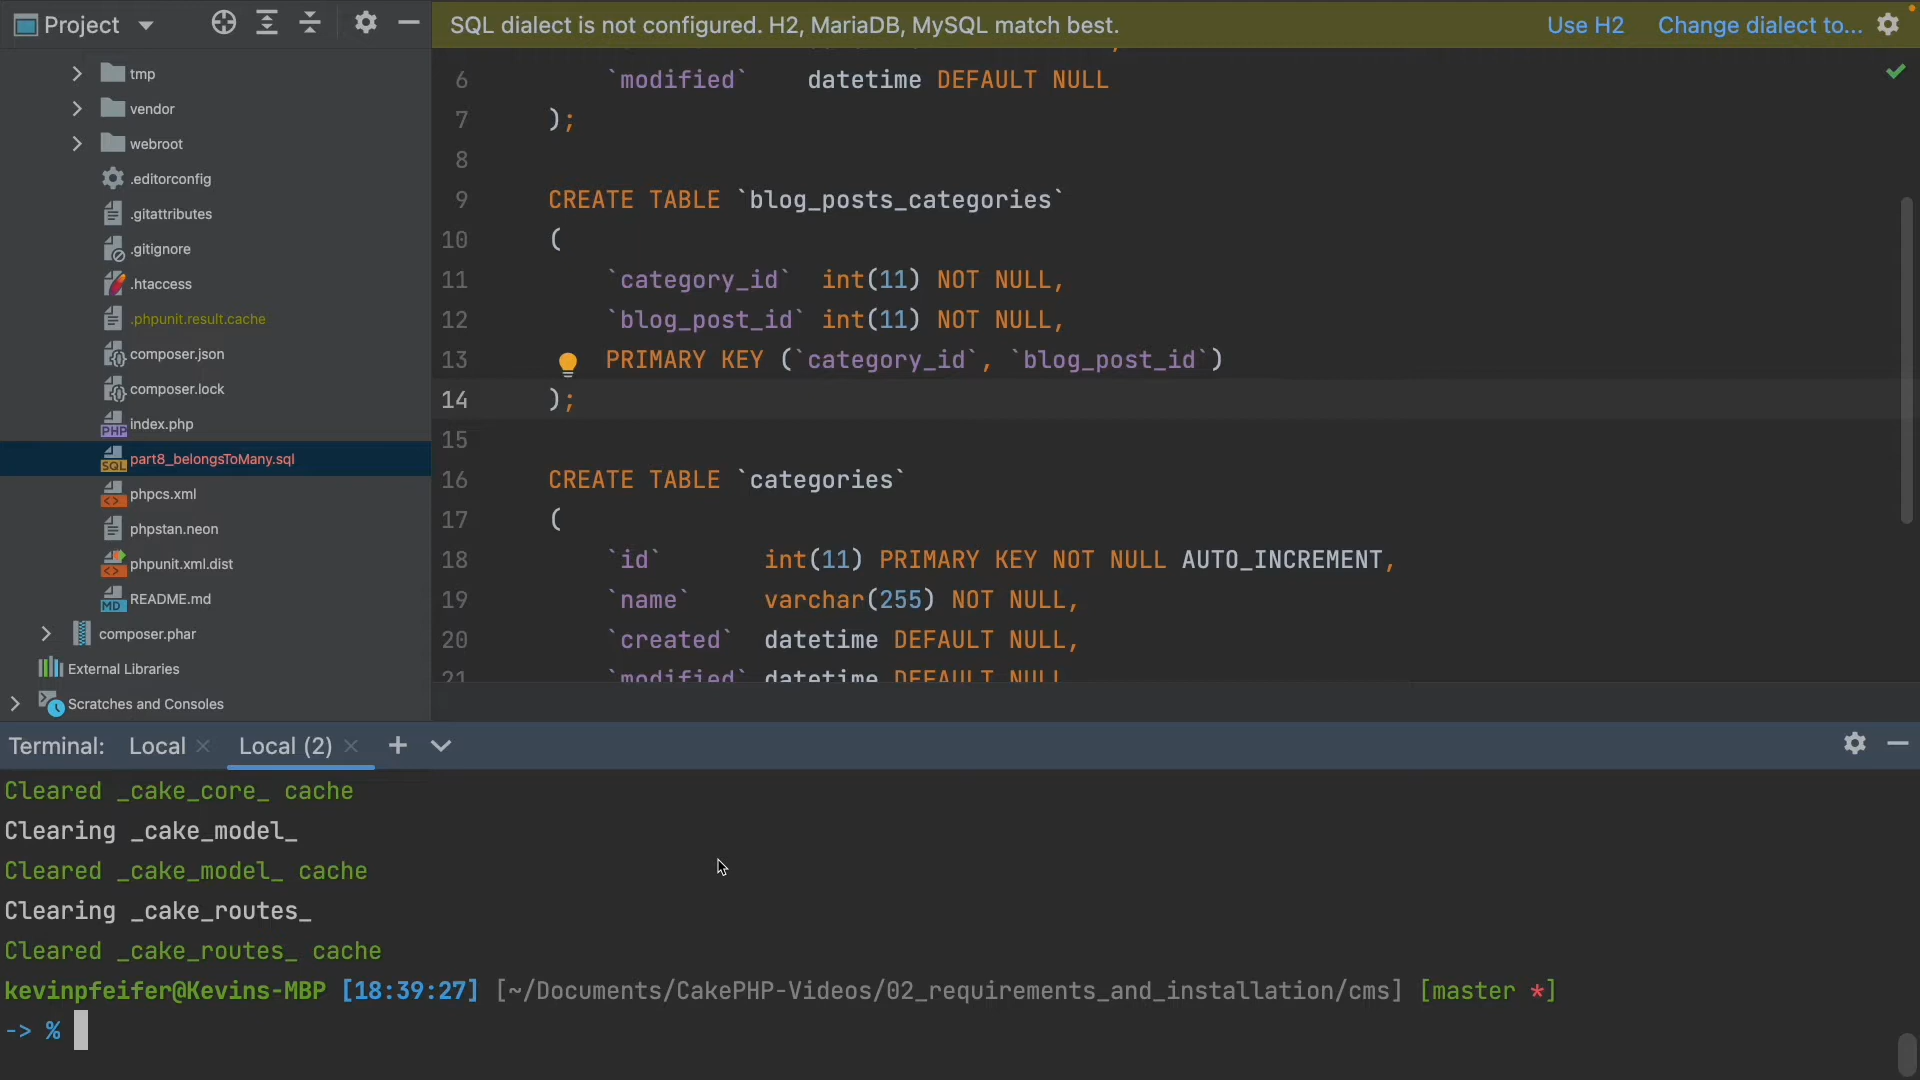 Project
SQL dialect is not configured. H2, MariaDB, MySQL match best.
Use H2
Change dialect to...
tmp
vendor
webroot
.editorconfig
.gitattributes
.gitignore
.htaccess
.phpunit.result.cache
composer.json
composer.lock
index.php
part8_belongsToMany.sql
phpcs.xml
phpstan.neon
phpunit.xml.dist
README.md
composer.phar
External Libraries
Scratches and Consoles
6 `modified` datetime DEFAULT NULL
7 );
8
9 CREATE TABLE `blog_posts_categories`
10 (
11 `category_id` int(11) NOT NULL,
12 `blog_post_id` int(11) NOT NULL,
13 PRIMARY KEY (`category_id`, `blog_post_id`)
14 );
15
16 CREATE TABLE `categories`
17 (
18 `id` int(11) PRIMARY KEY NOT NULL AUTO_INCREMENT,
19 `name` varchar(255) NOT NULL,
20 `created` datetime DEFAULT NULL,
21 `modified` datetime DEFAULT NULL
Terminal: Local Local (2)
Cleared _cake_core_ cache
Clearing _cake_model_
Cleared _cake_model_ cache
Clearing _cake_routes_
Cleared _cake_routes_ cache
kevinpfeifer@Kevins-MBP [18:39:27] [~/Documents/CakePHP-Videos/02_requirements_and_installation/cms] [master *]
-> %